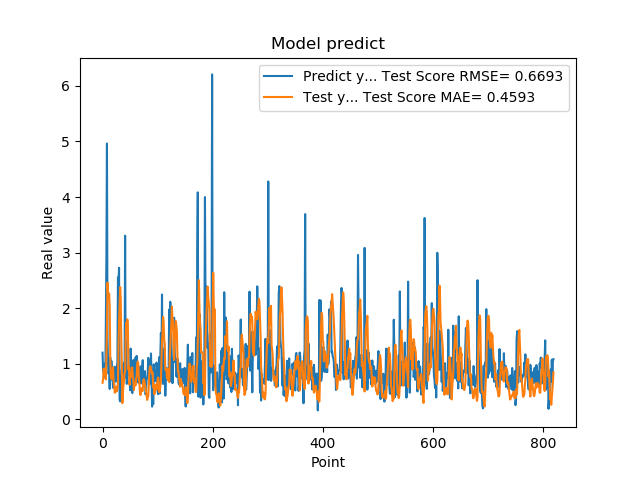 Model predict
Predict y... Test Score RMSE= 0.6693
Test y... Test Score MAE= 0.4593
6
5
4
3
2
1
0
Real value
0 200 400 600 800
Point